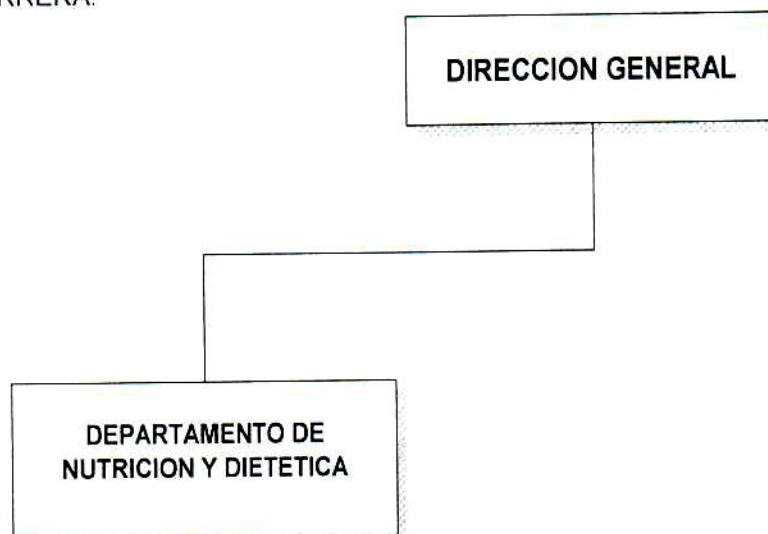 DIRECCION GENERAL
DEPARTAMENTO DE
NUTRICION Y DIETETICA